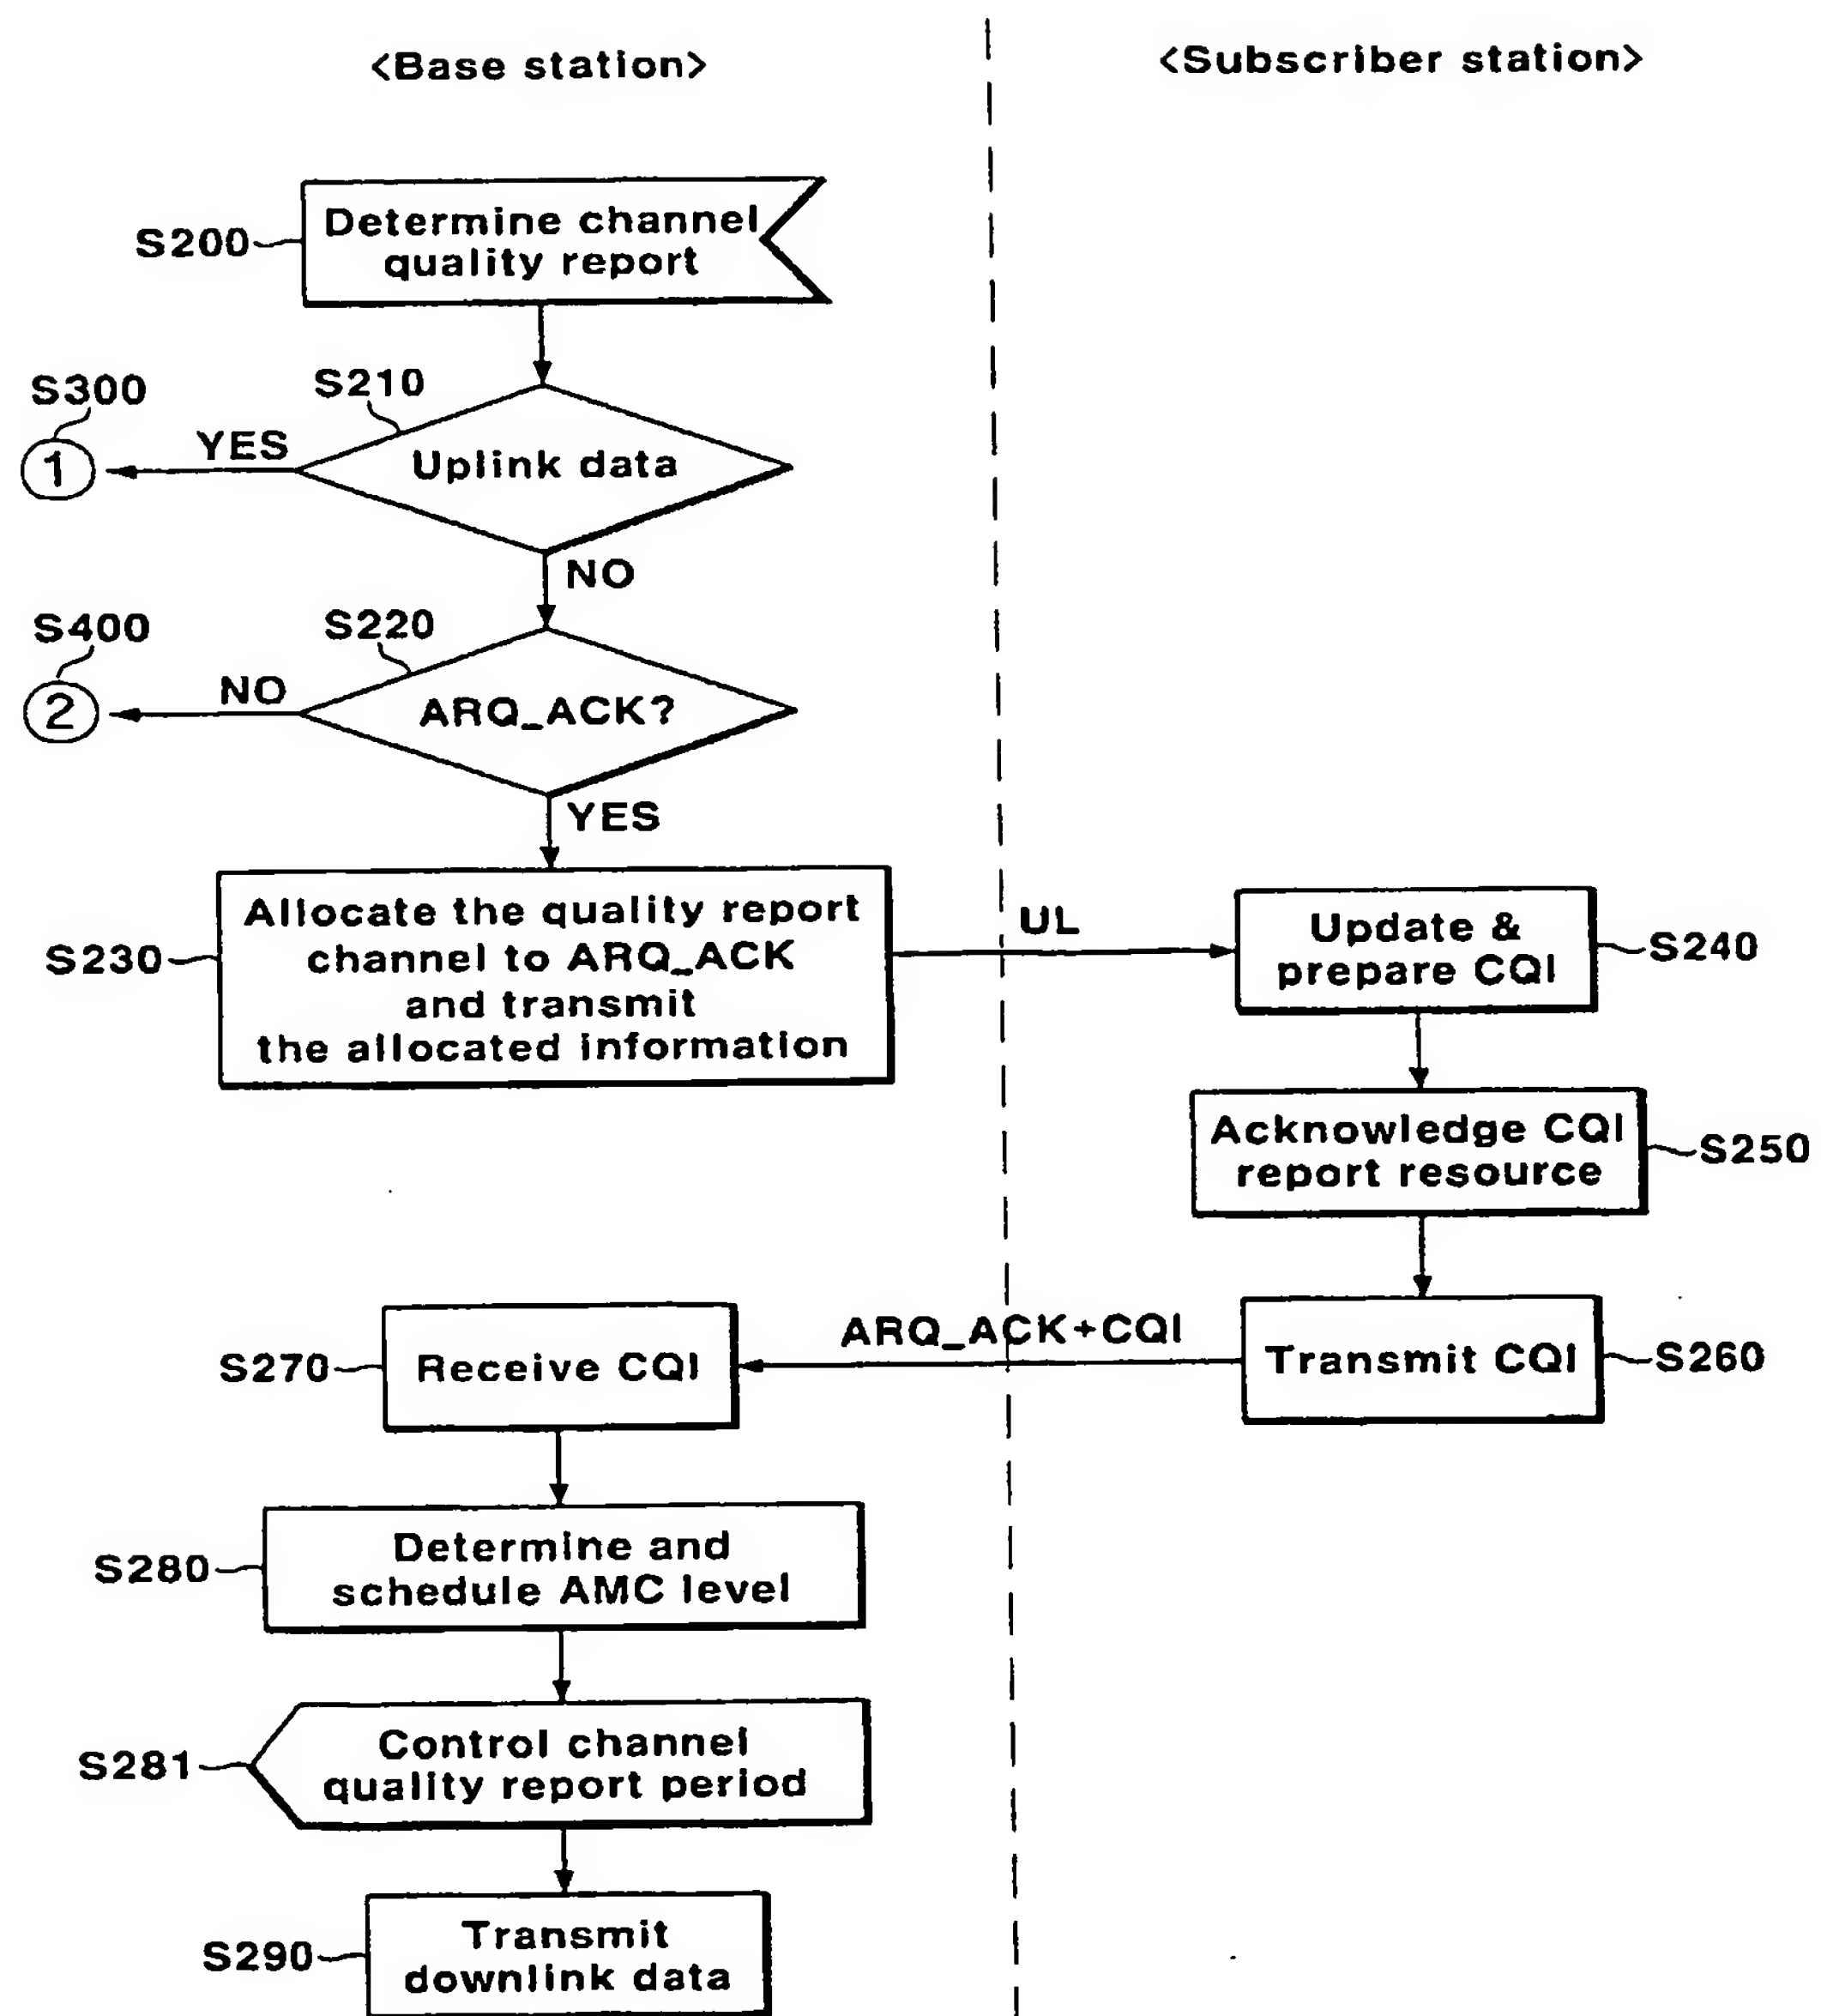 <Base station>
<Subscriber station>
S200
Determine channel
quality report
S300
S210
1
YES
Uplink data
NO
S400
S220
2
NO
ARQ_ACK?
YES
S230
Allocate the quality report
channel to ARQ_ACK
and transmit
the allocated information
UL
Update &
prepare CQI
S240
Acknowledge CQI
report resource
S250
S270
Receive CQI
ARQ_ACK+CQI
Transmit CQI
S260
S280
Determine and
schedule AMC level
S281
Control channel
quality report period
S290
Transmit
downlink data